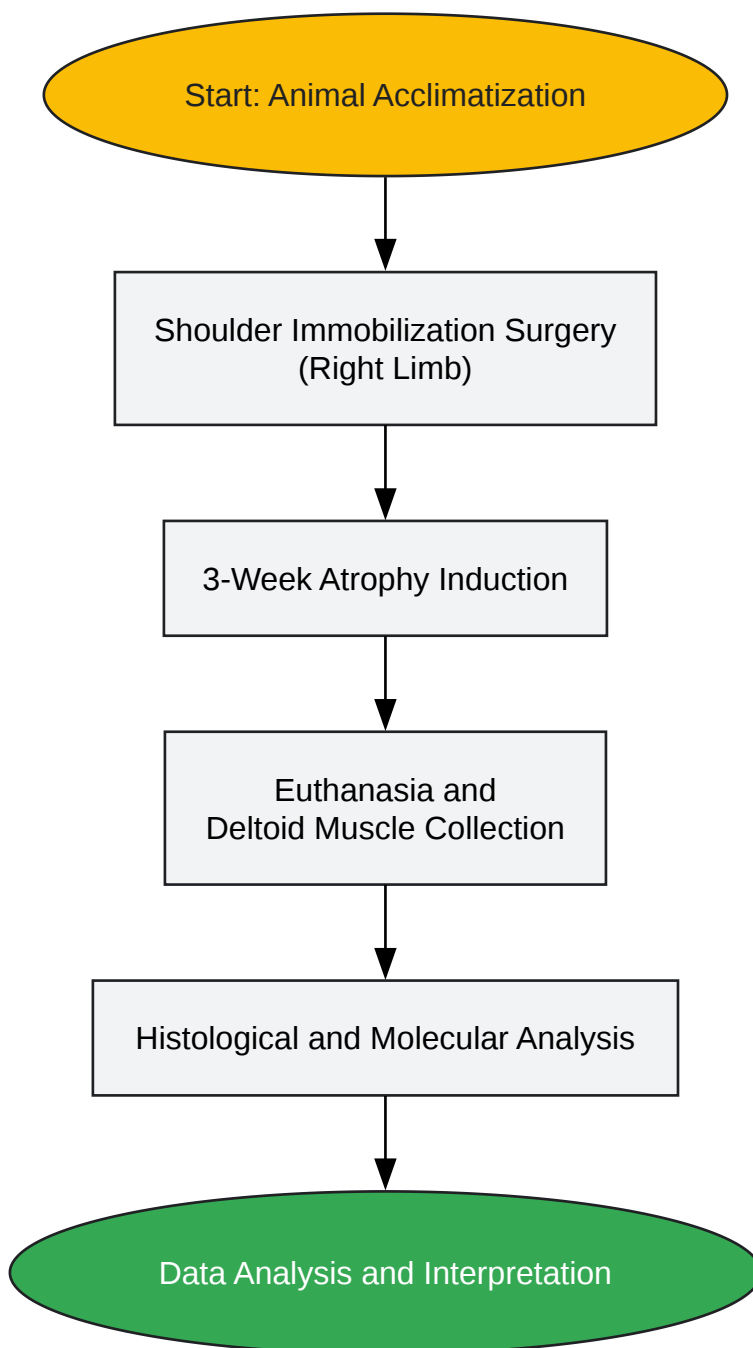 Start: Animal Acclimatization
Shoulder Immobilization Surgery
(Right Limb)
3-Week Atrophy Induction
Euthanasia and
Deltoid Muscle Collection
Histological and Molecular Analysis
Data Analysis and Interpretation